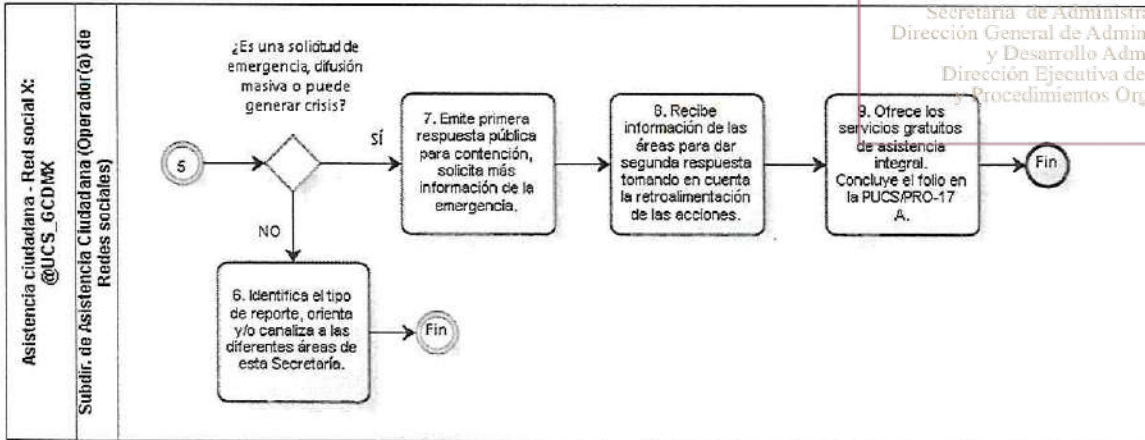 Secretaría de Administra
Dirección General de Admin
y Desarrollo Adm
Dirección Ejecutiva de
y Procedimientos Org
Asistencia ciudadana - Red social X:
@UCS_GCDMX
Subdir. de Asistencia Ciudadana (Operador(a) de
Redes sociales)
¿Es una solicitud de
emergencia, difusión
masiva o puede
generar crisis?
5
SÍ
NO
7. Emite primera
respuesta pública
para contención,
solicita más
información de la
emergencia.
8. Recibe
información de las
áreas para dar
segunda respuesta
tomando en cuenta
la retroalimentación
de las acciones.
9. Ofrece los
servicios gratuitos
de asistencia
integral.
Concluye el folio en
la PUCS/PRO-17
A.
Fin
6. Identifica el tipo
de reporte, orienta
y/o canaliza a las
diferentes áreas de
esta Secretaría.
Fin